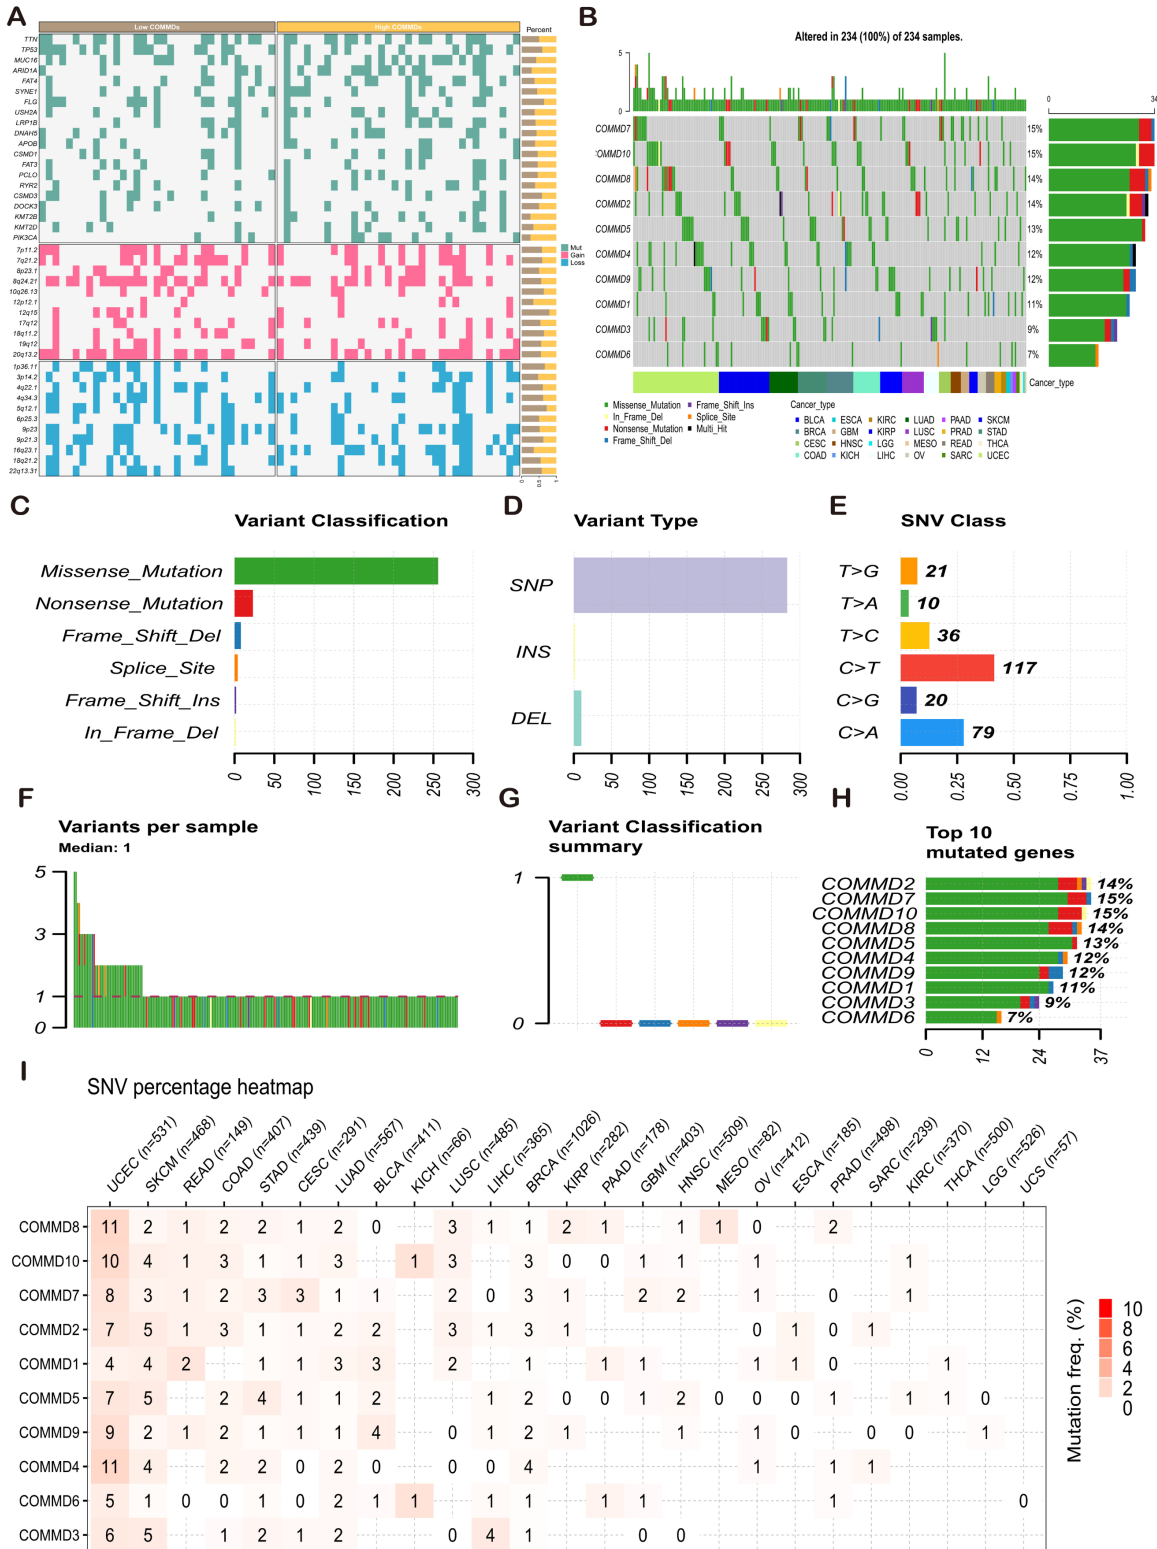 A
Low COMMDs
High COMMDs
Percent
TTN
TP53
MUC16
ARID1A
FAT4
SYNE1
FLG
USH2A
LRP1B
DNAH5
APOB
CSMD1
FAT3
PCLO
RYR2
CSMD3
DOCK3
KMT2B
KMT2D
PIK3CA
7p11.2
7q21.2
8p23.1
8q24.21
10q26.13
12p12.1
12q15
17q12
18q11.2
19q12
20q13.2
1p36.11
3p14.2
4q22.1
4q34.3
5q12.1
6p25.3
9p23
9p21.3
16q23.1
18q21.2
22q13.31
Mut
Gain
Loss
0 0.5 1
B
Altered in 234 (100%) of 234 samples.
5
0
0 34
COMMD7 15%
OMMD10 15%
COMMD8 14%
COMMD2 14%
COMMD5 13%
COMMD4 12%
COMMD9 12%
COMMD1 11%
COMMD3 9%
COMMD6 7%
Cancer_type
Missense_Mutation
In_Frame_Del
Nonsense_Mutation
Frame_Shift_Del
Frame_Shift_Ins
Splice_Site
Multi_Hit
Cancer_type
BLCA ESCA KIRC LUAD PAAD SKCM
BRCA GBM KIRP LUSC PRAD STAD
CESC HNSC LGG MESO READ THCA
COAD KICH LIHC OV SARC UCEC
C
Variant Classification
Missense_Mutation
Nonsense_Mutation
Frame_Shift_Del
Splice_Site
Frame_Shift_Ins
In_Frame_Del
0 50 100 150 200 250 300
D
Variant Type
SNP
INS
DEL
0 50 100 150 200 250 300
E
SNV Class
T>G 21
T>A 10
T>C 36
C>T 117
C>G 20
C>A 79
0.00 0.25 0.50 0.75 1.00
F
Variants per sample
Median: 1
5
3
1
0
G
Variant Classification
summary
1
0
H
Top 10
mutated genes
COMMD2 14%
COMMD7 15%
COMMD10 15%
COMMD8 14%
COMMD5 13%
COMMD4 12%
COMMD9 12%
COMMD1 11%
COMMD3 9%
COMMD6 7%
0 12 24 37
I
SNV percentage heatmap
UCEC (n=531)
SKCM (n=468)
READ (n=149)
COAD (n=407)
STAD (n=439)
CESC (n=291)
LUAD (n=567)
BLCA (n=411)
KICH (n=66)
LUSC (n=485)
LIHC (n=365)
BRCA (n=1026)
KIRP (n=282)
PAAD (n=178)
GBM (n=403)
HNSC (n=509)
MESO (n=82)
OV (n=412)
ESCA (n=185)
PRAD (n=498)
SARC (n=239)
KIRC (n=370)
THCA (n=500)
LGG (n=526)
UCS (n=57)
COMMD8 11 2 1 2 2 1 2 0 3 1 1 2 1 1 1 0 2
COMMD10 10 4 1 3 1 1 3 1 3 3 0 0 1 1 1 1
COMMD7 8 3 1 2 3 3 1 1 2 0 3 1 2 2 1 0 1
COMMD2 7 5 1 3 1 1 2 2 3 1 3 1 0 1 0 1
COMMD1 4 4 2 1 1 3 3 2 1 1 1 1 1 0 1
COMMD5 7 5 2 4 1 1 2 1 2 0 0 1 2 0 0 0 1 1 1 0
COMMD9 9 2 1 2 1 1 1 4 0 1 2 1 1 1 0 0 0 1
COMMD4 11 4 2 2 0 2 0 0 0 4 1 1 1
COMMD6 5 1 0 0 1 0 2 1 1 1 1 1 1 1 0
COMMD3 6 5 1 2 1 2 0 4 1 0 0
Mutation freq. (%)
10
8
6
4
2
0